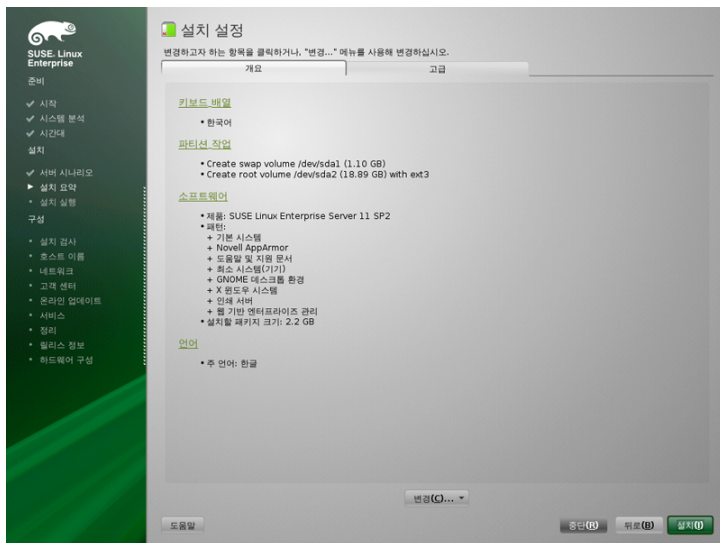 SUSE. Linux
Enterprise
준비
시작
시스템 분석
시간대
설치
서버 시나리오
설치 요약
설치 실행
구성
설치 검사
호스트 이름
네트워크
고객 센터
온라인 업데이트
서비스
정리
릴리스 정보
하드웨어 구성
설치 설정
변경하고자 하는 항목을 클릭하거나, "변경..." 메뉴를 사용해 변경하십시오.
개요
고급
키보드 배열
• 한국어
파티션 작업
• Create swap volume /dev/sda1 (1.10 GB)
• Create root volume /dev/sda2 (18.89 GB) with ext3
소프트웨어
• 제품: SUSE Linux Enterprise Server 11 SP2
• 패턴:
+ 기본 시스템
+ Novell AppArmor
+ 도움말 및 지원 문서
+ 최소 시스템(기기)
+ GNOME 데스크톱 환경
+ X 윈도우 시스템
+ 인쇄 서버
+ 웹 기반 엔터프라이즈 관리
• 설치할 패키지 크기: 2.2 GB
언어
• 주 언어: 한글
변경(C)...
도움말
중단(R)
뒤로(B)
설치(I)